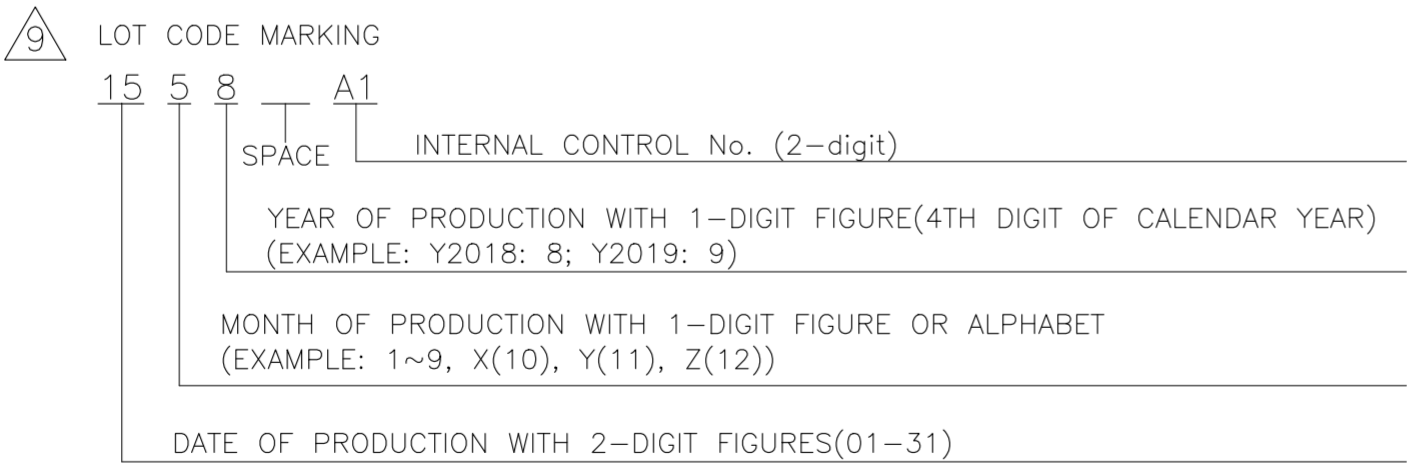 9 LOT CODE MARKING
15 5 8 A1
SPACE
INTERNAL CONTROL No. (2-digit)
YEAR OF PRODUCTION WITH 1-DIGIT FIGURE(4TH DIGIT OF CALENDAR YEAR)
(EXAMPLE: Y2018: 8; Y2019: 9)
MONTH OF PRODUCTION WITH 1-DIGIT FIGURE OR ALPHABET
(EXAMPLE: 1~9, X(10), Y(11), Z(12))
DATE OF PRODUCTION WITH 2-DIGIT FIGURES(01-31)